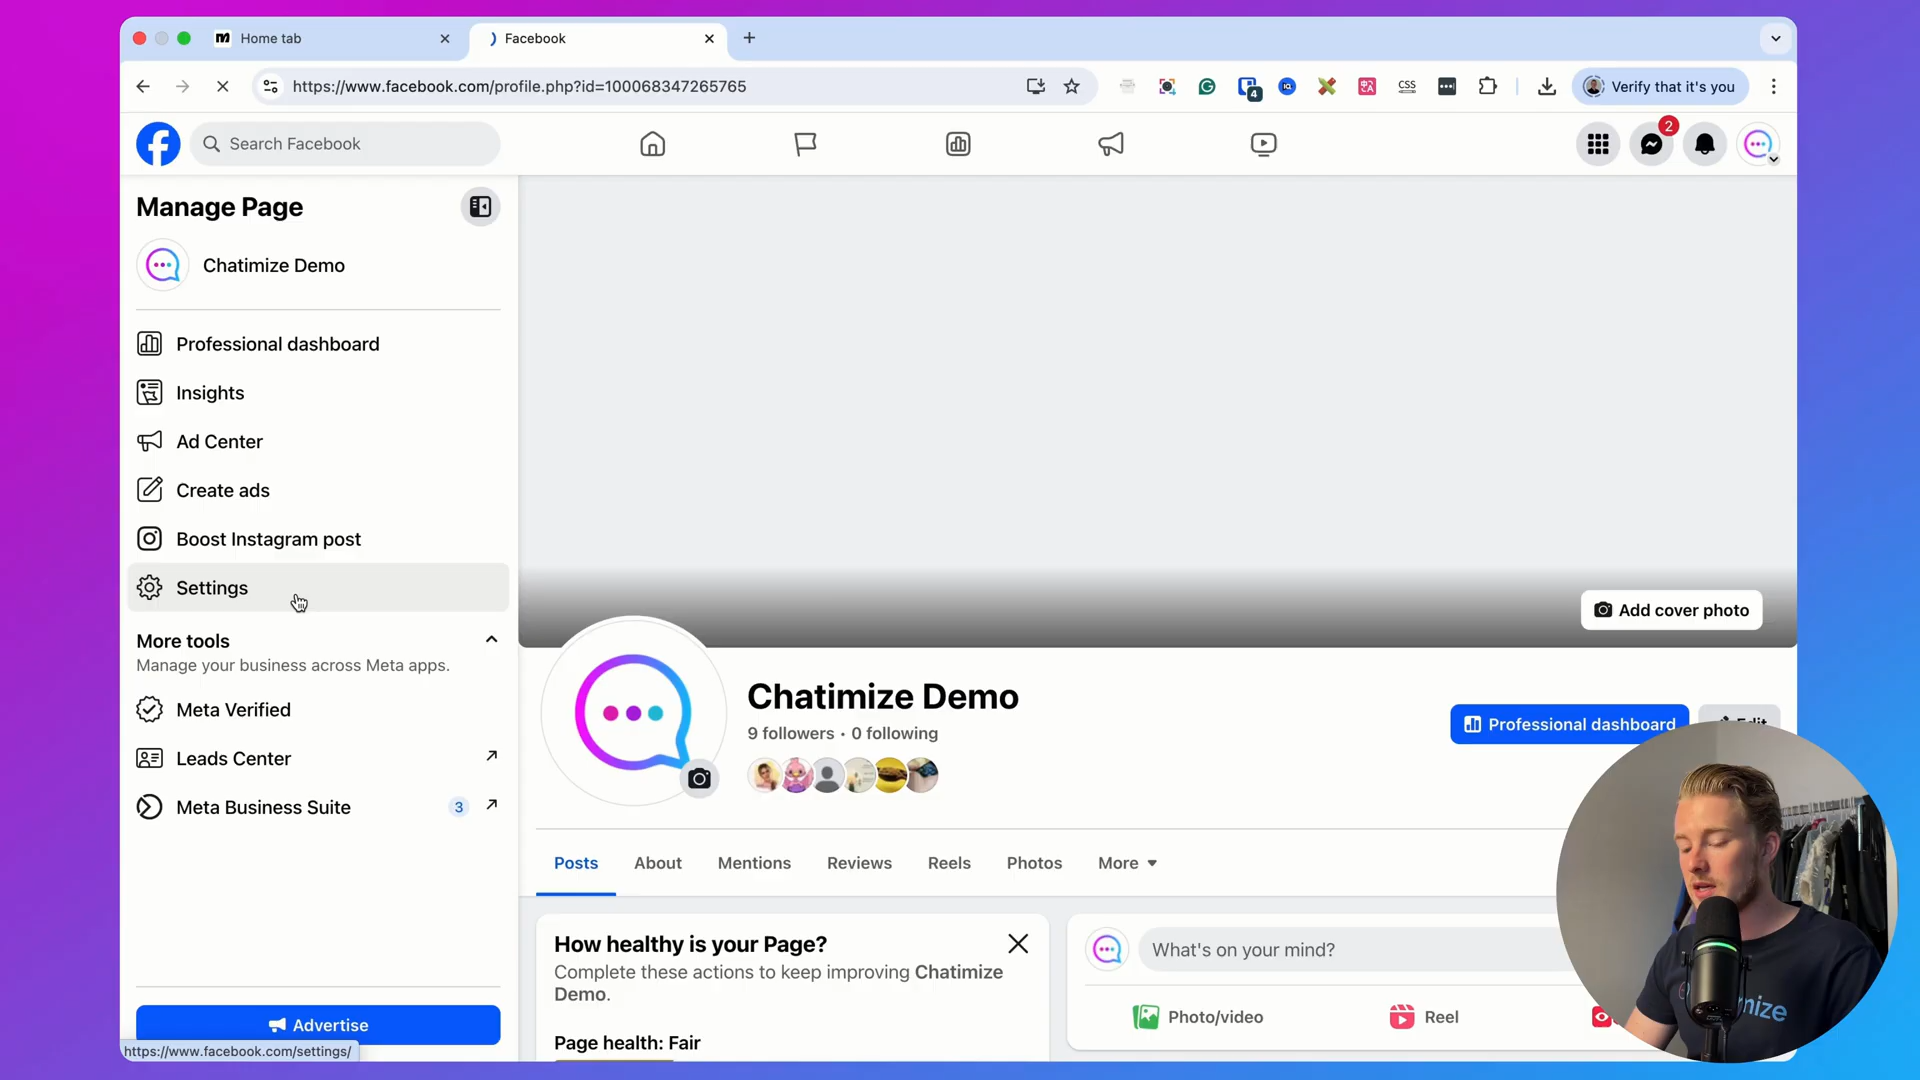 Home tab
Facebook
https://www.facebook.com/profile.php?id=100068347265765
4
CSS
Verify that it's you
Search Facebook
2
Manage Page
Chatimize Demo
Professional dashboard
Insights
Ad Center
Create ads
Boost Instagram post
Settings
More tools
Manage your business across Meta apps.
Meta Verified
Leads Center
Meta Business Suite
3
Advertise
https://www.facebook.com/settings/
Add cover photo
Chatimize Demo
9 followers • 0 following
Professional dashboard
Edit
Posts
About
Mentions
Reviews
Reels
Photos
More
How healthy is your Page?
Complete these actions to keep improving Chatimize
Demo.
Page health: Fair
What's on your mind?
Photo/video
Reel